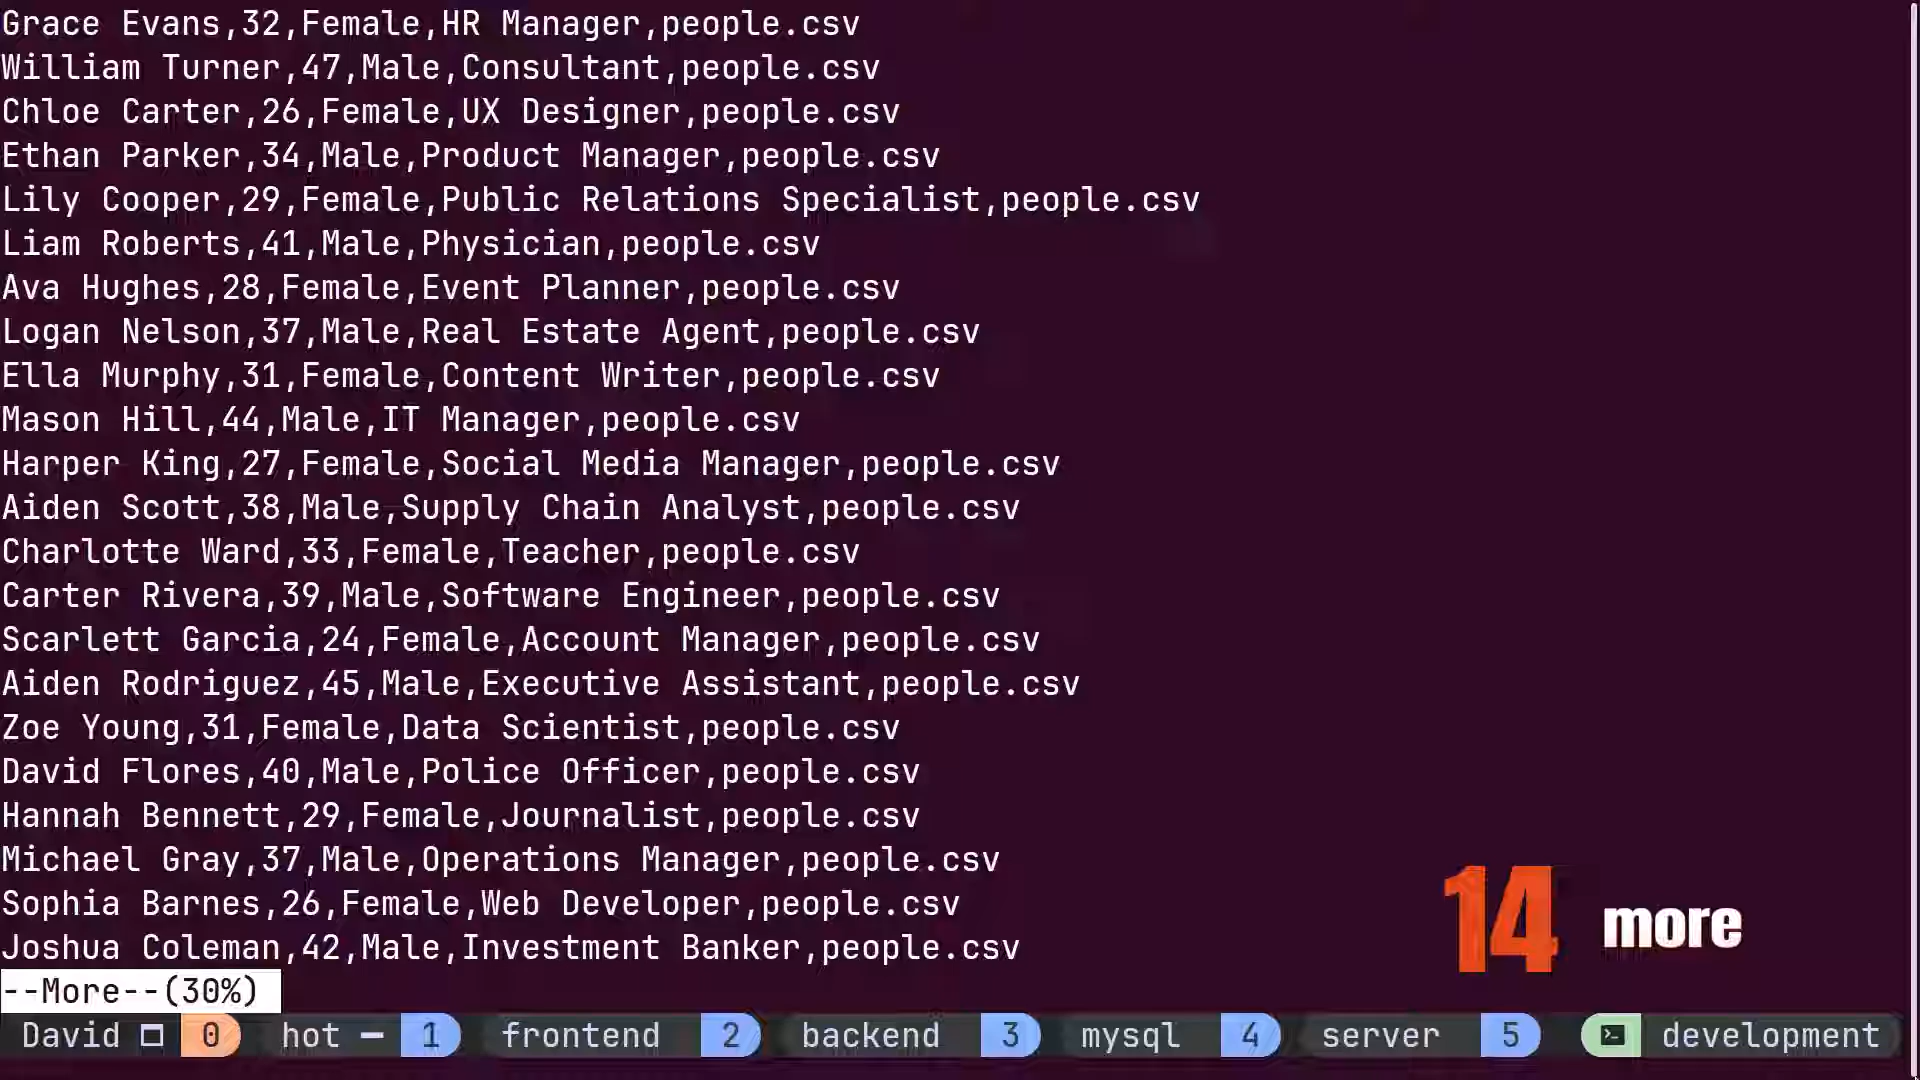 Grace Evans,32,Female,HR Manager,people.csv
William Turner,47,Male,Consultant,people.csv
Chloe Carter,26,Female,UX Designer,people.csv
Ethan Parker,34,Male,Product Manager,people.csv
Lily Cooper,29,Female,Public Relations Specialist,people.csv
Liam Roberts,41,Male,Physician,people.csv
Ava Hughes,28,Female,Event Planner,people.csv
Logan Nelson,37,Male,Real Estate Agent,people.csv
Ella Murphy,31,Female,Content Writer,people.csv
Mason Hill,44,Male,IT Manager,people.csv
Harper King,27,Female,Social Media Manager,people.csv
Aiden Scott,38,Male,Supply Chain Analyst,people.csv
Charlotte Ward,33,Female,Teacher,people.csv
Carter Rivera,39,Male,Software Engineer,people.csv
Scarlett Garcia,24,Female,Account Manager,people.csv
Aiden Rodriguez,45,Male,Executive Assistant,people.csv
Zoe Young,31,Female,Data Scientist,people.csv
David Flores,40,Male,Police Officer,people.csv
Hannah Bennett,29,Female,Journalist,people.csv
Michael Gray,37,Male,Operations Manager,people.csv
Sophia Barnes,26,Female,Web Developer,people.csv
Joshua Coleman,42,Male,Investment Banker,people.csv
14 more
--More--(30%)
David 0 hot 1 frontend 2 backend 3 mysql 4 server 5 development